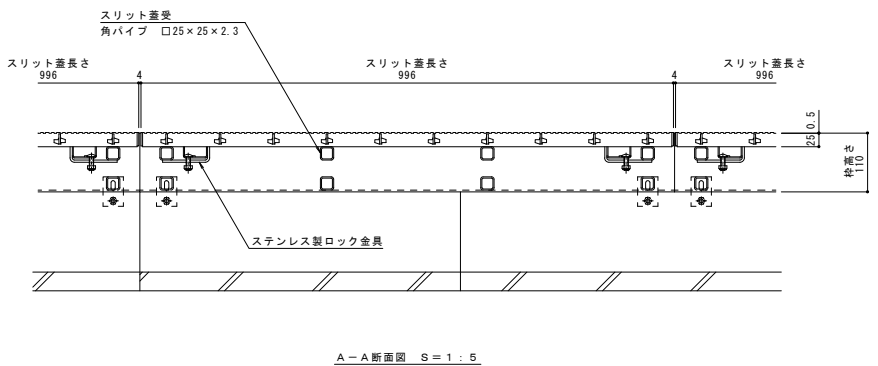 スリット蓋受
角パイプ □25×25×2.3
スリット蓋長さ
996
4
スリット蓋長さ
996
4
スリット蓋長さ
996
0.5
25
枠高さ
110
ステンレス製ロック金具
A-A断面図 S=1:5